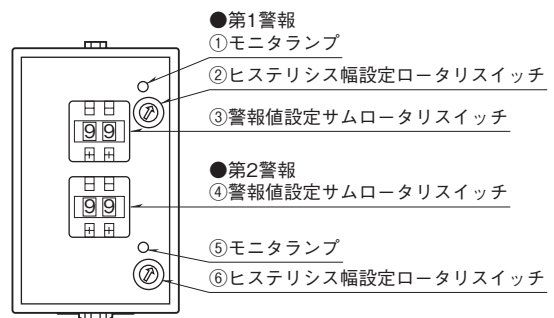 ●第1警報
①モニタランプ
②ヒステリシス幅設定ロータリスイッチ
③警報値設定サムロータリスイッチ
99
●第2警報
④警報値設定サムロータリスイッチ
99
⑤モニタランプ
⑥ヒステリシス幅設定ロータリスイッチ